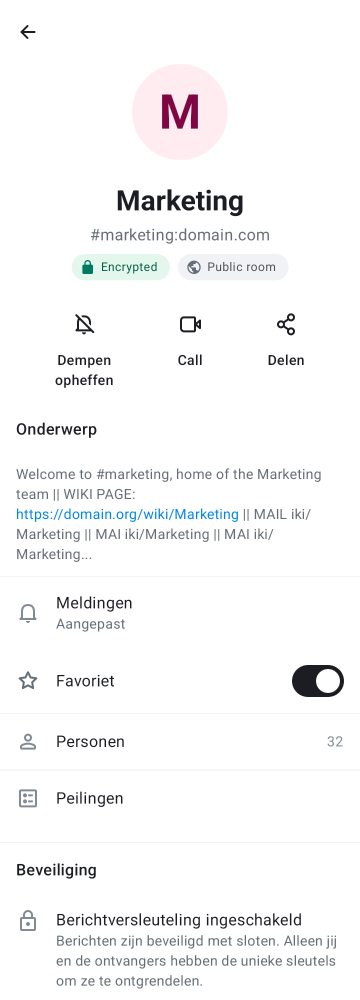 M
Marketing
#marketing:domain.com
Encrypted
Public room
Dempen
opheffen
Call
Delen
Onderwerp
Welcome to #marketing, home of the Marketing
team || WIKI PAGE:
https://domain.org/wiki/Marketing || MAIL iki/
Marketing || MAI iki/Marketing || MAI iki/
Marketing...
Meldingen
Aangepast
Favoriet
Personen 32
Peilingen
Beveiliging
Berichtversleuteling ingeschakeld
Berichten zijn beveiligd met sloten. Alleen jij
en de ontvangers hebben de unieke sleutels
om ze te ontgrendelen.